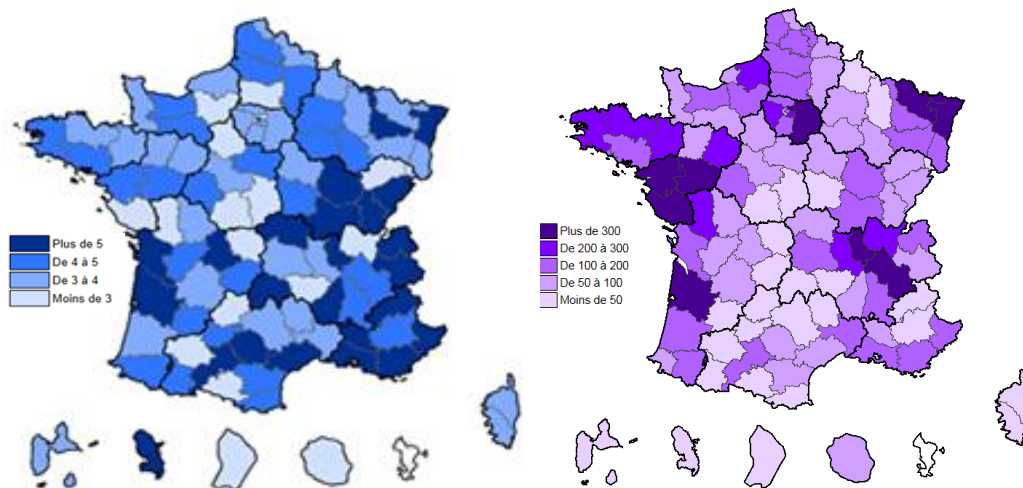 Plus de 5
De 4 à 5
De 3 à 4
Moins de 3
Plus de 300
De 200 à 300
De 100 à 200
De 50 à 100
Moins de 50